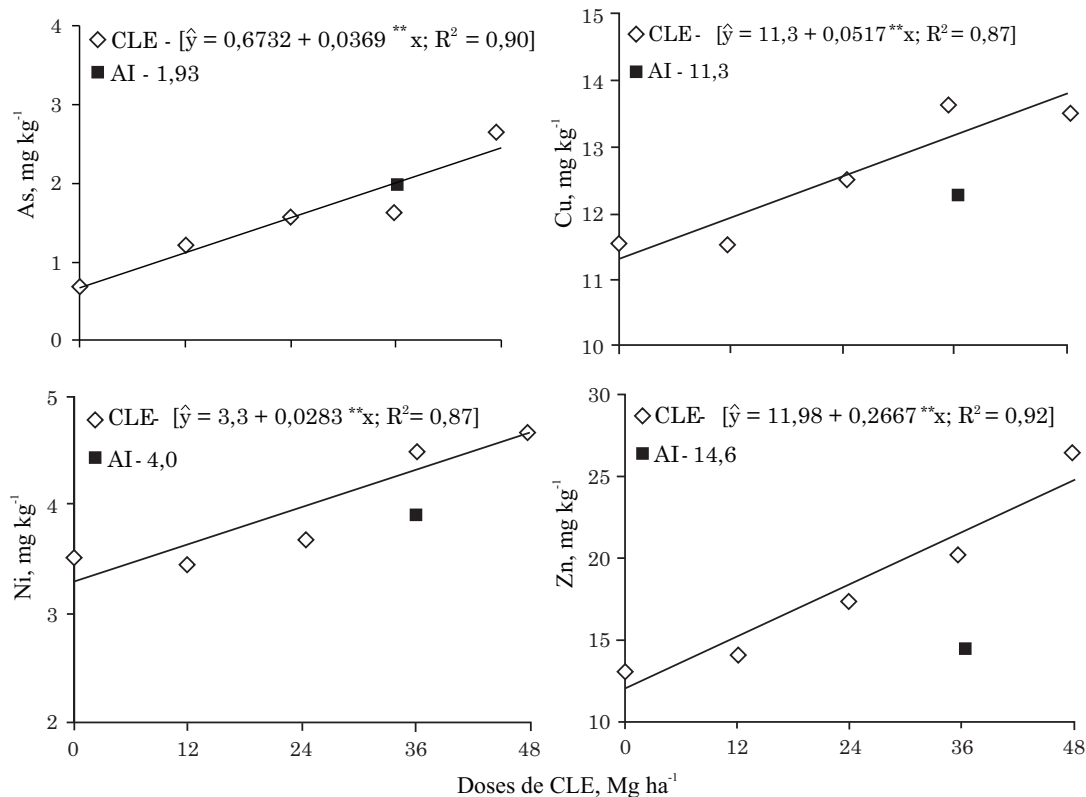 4
3
2
1
0
As, mg kg⁻¹
CLE - [ŷ = 0,6732 + 0,0369 ** x; R² = 0,90]
AI - 1,93
15
14
13
12
11
10
Cu, mg kg⁻¹
CLE- [ŷ = 11,3 + 0,0517 **x; R² = 0,87]
AI - 11,3
5
4
3
2
Ni, mg kg⁻¹
CLE- [ŷ = 3,3 + 0,0283 **x; R² = 0,87]
AI - 4,0
0 12 24 36 48
30
25
20
15
10
Zn, mg kg⁻¹
CLE- [ŷ = 11,98 + 0,2667 **x; R² = 0,92]
AI - 14,6
0 12 24 36 48
Doses de CLE, Mg ha⁻¹